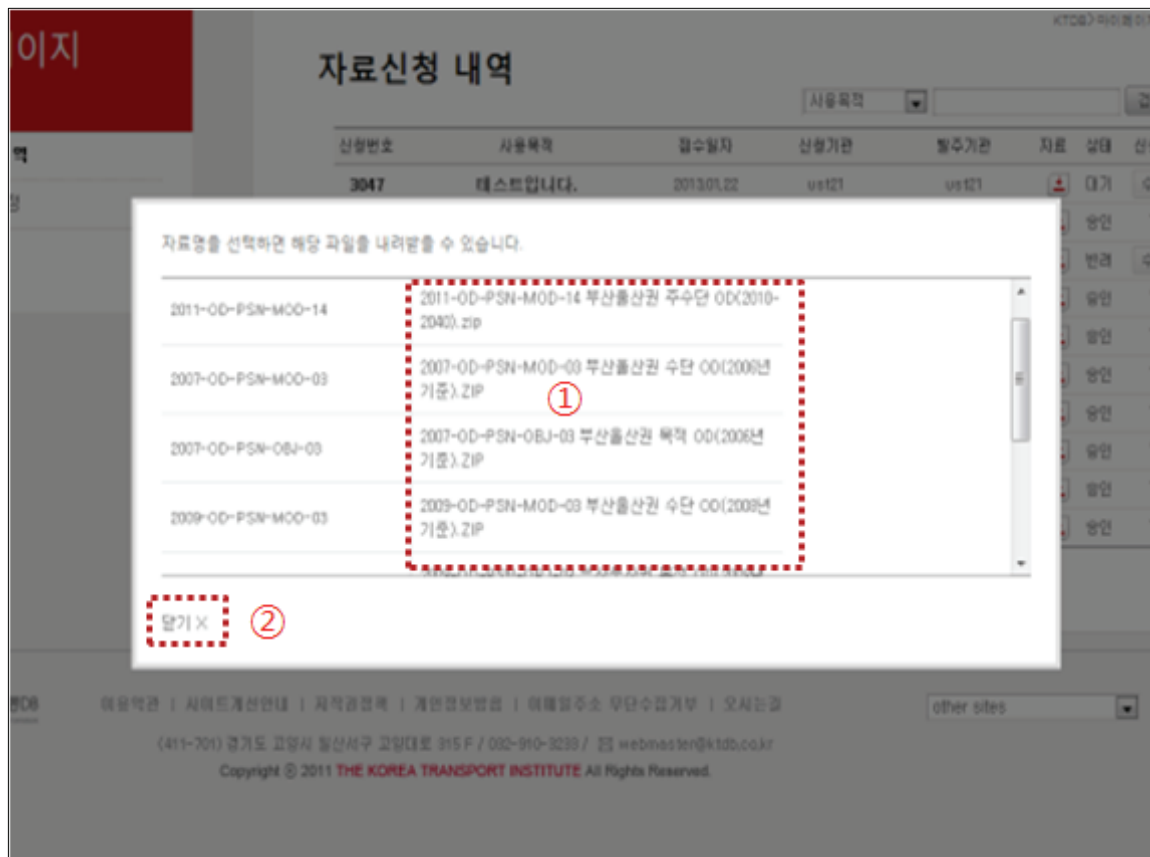 이지
KTDB>마이페이지
자료신청 내역
사용목적
신청번호 사용목적 접수일자 신청기관 발주기관 자료 상태
3047 테스트입니다. 2013.01.22 ust21 ust21 대기
승인
반려
승인
승인
승인
승인
승인
승인
승인
자료명을 선택하면 해당 파일을 내려받을 수 있습니다.
2011-OD-PSN-MOD-14
2011-OD-PSN-MOD-14 부산울산권 주수단 OD(2010-
2040).zip
2007-OD-PSN-MOD-03
2007-OD-PSN-MOD-03 부산울산권 수단 OD(2006년
기준).ZIP
①
2007-OD-PSN-OBJ-03
2007-OD-PSN-OBJ-03 부산울산권 목적 OD(2006년
기준).ZIP
2009-OD-PSN-MOD-03
2009-OD-PSN-MOD-03 부산울산권 수단 OD(2008년
기준).ZIP
닫기 X
②
이용약관 | 사이트개선안내 | 저작권정책 | 개인정보방침 | 이메일주소 무단수집거부 | 오시는길
other sites
(411-701) 경기도 고양시 일산서구 고양대로 315 F / 032-910-3233 / webmaster@ktdb.co.kr
Copyright ⓒ 2011 THE KOREA TRANSPORT INSTITUTE All Rights Reserved.